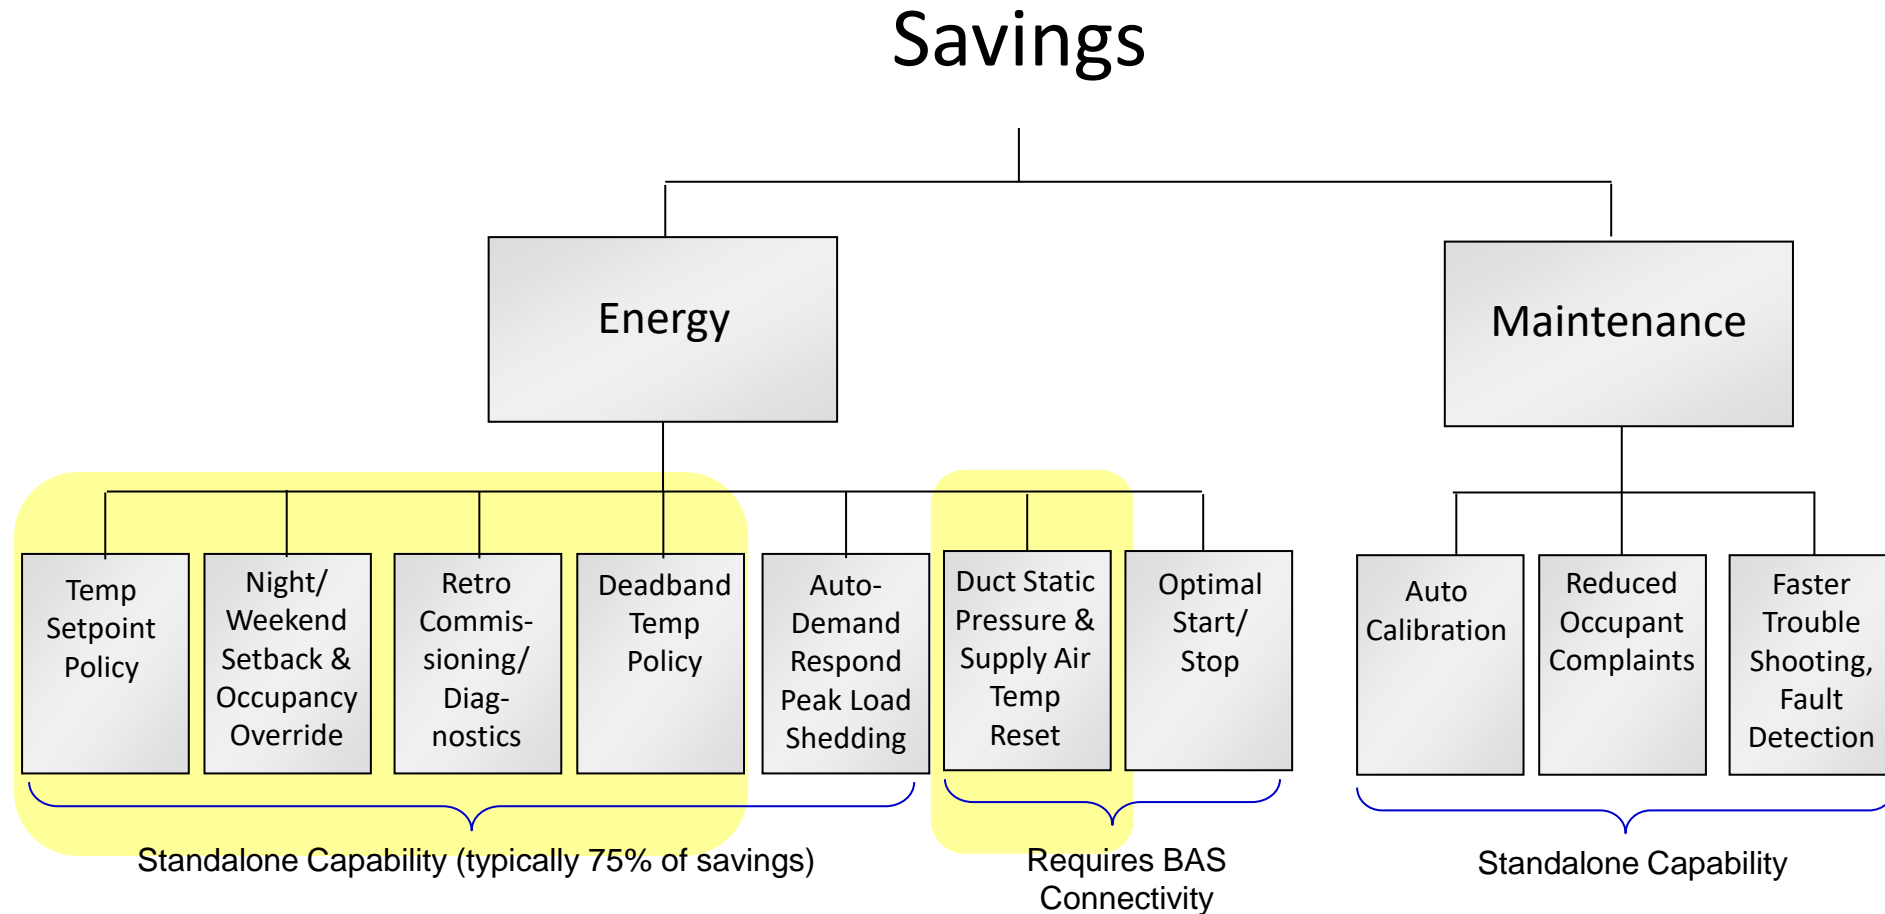 Savings
Energy
Maintenance
Temp
Setpoint
Policy
Night/
Weekend
Setback &
Occupancy
Override
Retro
Commis-
sioning/
Diag-
nostics
Deadband
Temp
Policy
Auto-
Demand
Respond
Peak Load
Shedding
Duct Static
Pressure &
Supply Air
Temp
Reset
Optimal
Start/
Stop
Auto
Calibration
Reduced
Occupant
Complaints
Faster
Trouble
Shooting,
Fault
Detection
Standalone Capability (typically 75% of savings)
Requires BAS
Connectivity
Standalone Capability